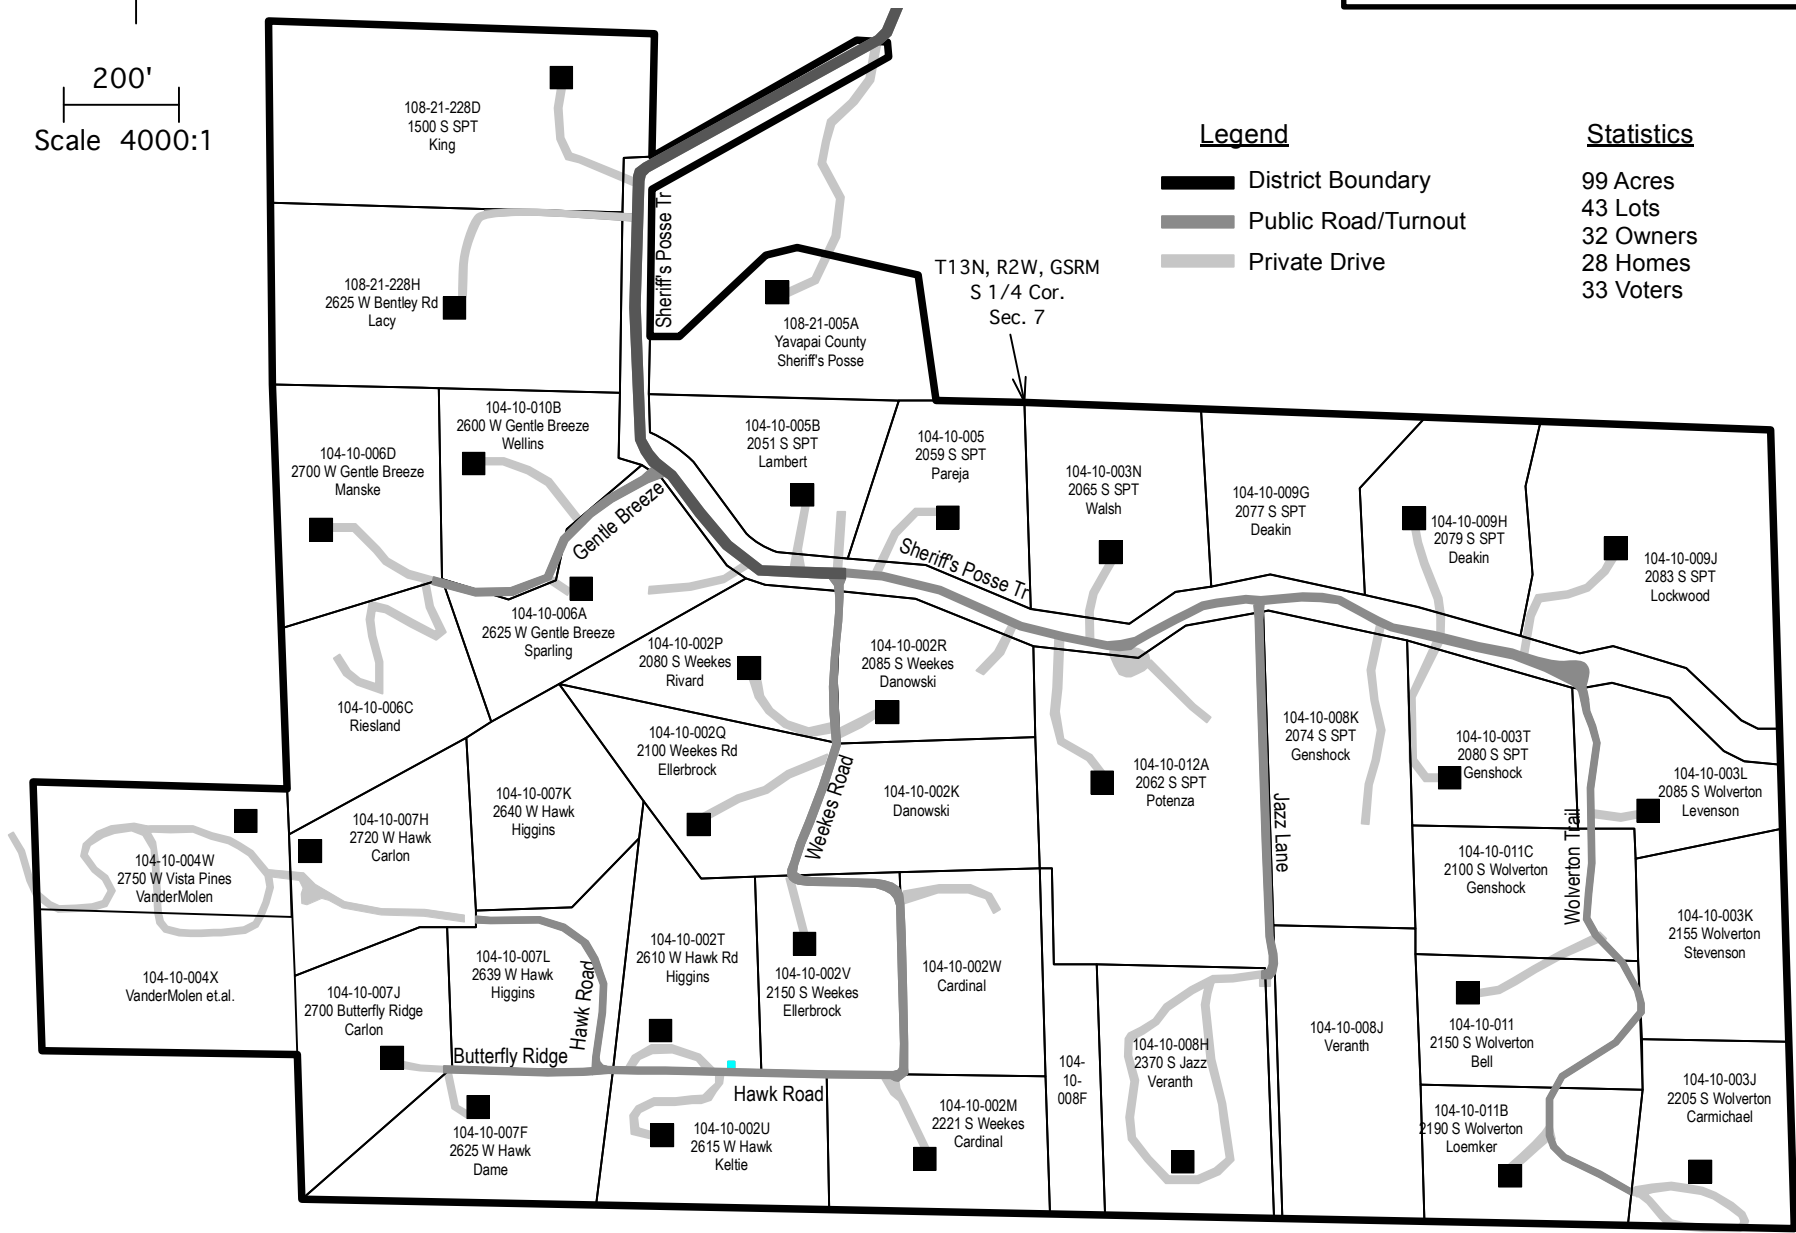 200'
Scale 4000:1
Legend
District Boundary
Public Road/Turnout
Private Drive
Statistics
99 Acres
43 Lots
32 Owners
28 Homes
33 Voters
T13N, R2W, GSRM
S 1/4 Cor.
Sec. 7
108-21-228D
1500 S SPT
King
108-21-228H
2625 W Bentley Rd
Lacy
Sheriff's Posse Tr
108-21-005A
Yavapai County
Sheriff's Posse
104-10-006D
2700 W Gentle Breeze
Manske
104-10-010B
2600 W Gentle Breeze
Wellins
Gentle Breeze
104-10-005B
2051 S SPT
Lambert
104-10-005
2059 S SPT
Pareja
Sheriff's Posse Tr
104-10-003N
2065 S SPT
Walsh
104-10-009G
2077 S SPT
Deakin
104-10-009H
2079 S SPT
Deakin
104-10-009J
2083 S SPT
Lockwood
104-10-006A
2625 W Gentle Breeze
Sparling
104-10-006C
Riesland
104-10-002P
2080 S Weekes
Rivard
104-10-002R
2085 S Weekes
Danowski
104-10-002Q
2100 Weekes Rd
Ellerbrock
Weekes Road
104-10-002K
Danowski
104-10-012A
2062 S SPT
Potenza
Jazz Lane
104-10-008K
2074 S SPT
Genshock
104-10-003T
2080 S SPT
Genshock
Wolverton Trail
104-10-003L
2085 S Wolverton
Levenson
104-10-004W
2750 W Vista Pines
VanderMolen
104-10-007H
2720 W Hawk
Carlon
104-10-007K
2640 W Hawk
Higgins
104-10-011C
2100 S Wolverton
Genshock
104-10-003K
2155 Wolverton
Stevenson
104-10-004X
VanderMolen et.al.
104-10-007J
2700 Butterfly Ridge
Carlon
104-10-007L
2639 W Hawk
Higgins
Hawk Road
104-10-002T
2610 W Hawk Rd
Higgins
104-10-002V
2150 S Weekes
Ellerbrock
104-10-002W
Cardinal
104-
10-
008F
104-10-008H
2370 S Jazz
Veranth
104-10-008J
Veranth
104-10-011
2150 S Wolverton
Bell
Butterfly Ridge
Hawk Road
104-10-007F
2625 W Hawk
Dame
104-10-002U
2615 W Hawk
Keltie
104-10-002M
2221 S Weekes
Cardinal
104-10-011B
2190 S Wolverton
Loemker
104-10-003J
2205 S Wolverton
Carmichael